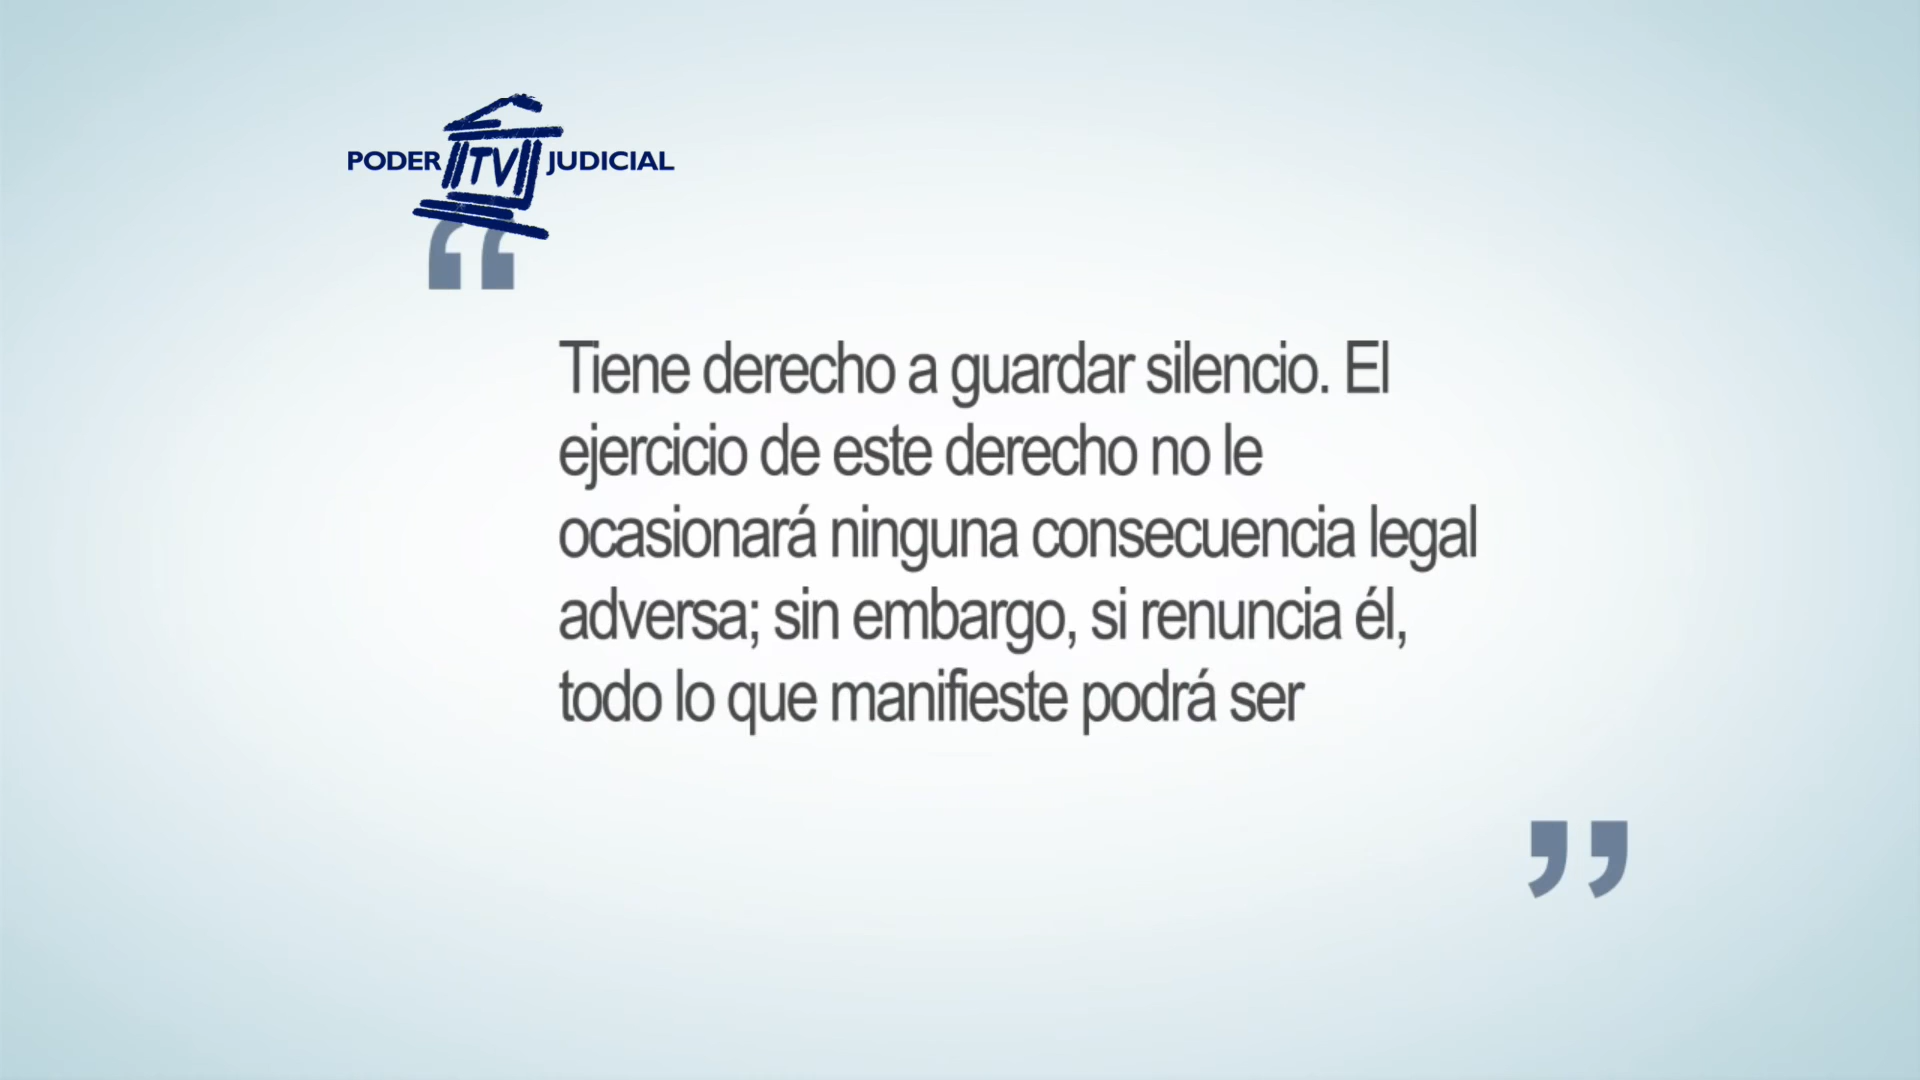 PODER TV JUDICIAL
“
Tiene derecho a guardar silencio. El
ejercicio de este derecho no le
ocasionará ninguna consecuencia legal
adversa; sin embargo, si renuncia él,
todo lo que manifieste podrá ser
”